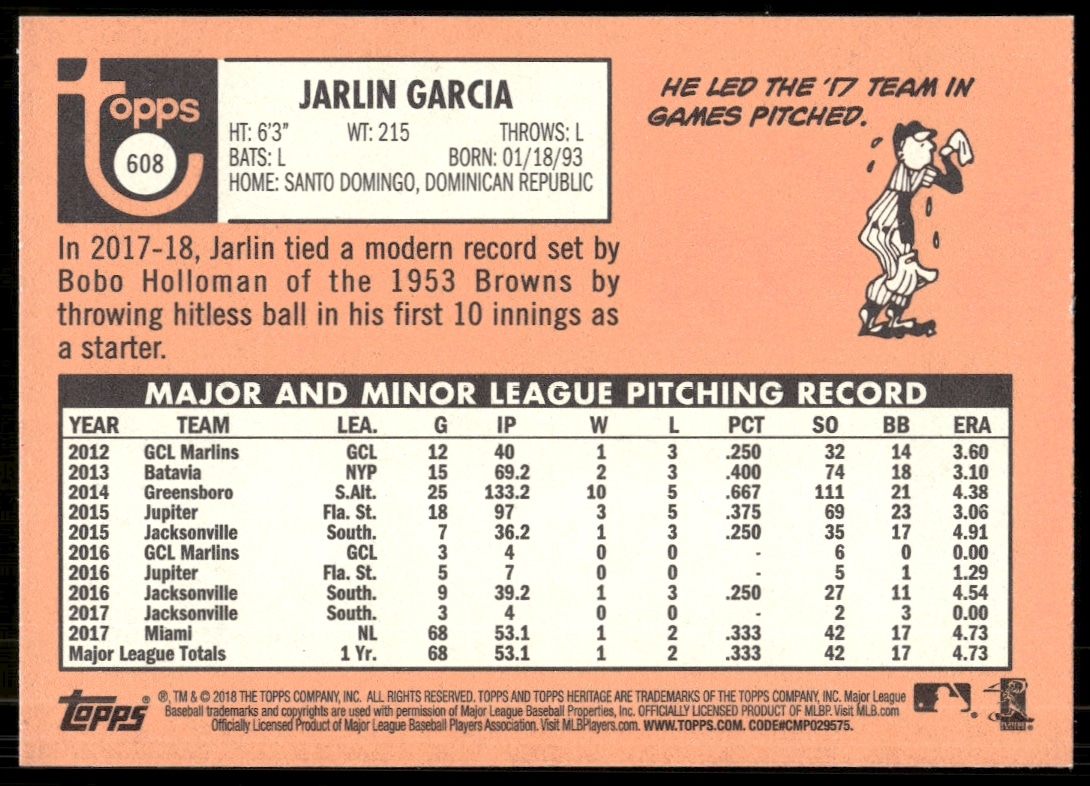 topps
608
JARLIN GARCIA
HT: 6'3" WT: 215 THROWS: L
BATS: L BORN: 01/18/93
HOME: SANTO DOMINGO, DOMINICAN REPUBLIC
HE LED THE '17 TEAM IN
GAMES PITCHED.
In 2017-18, Jarlin tied a modern record set by
Bobo Holloman of the 1953 Browns by
throwing hitless ball in his first 10 innings as
a starter.
MAJOR AND MINOR LEAGUE PITCHING RECORD
YEAR TEAM LEA. G IP W L PCT SO BB ERA
2012 GCL Marlins GCL 12 40 1 3 .250 32 14 3.60
2013 Batavia NYP 15 69.2 2 3 .400 74 18 3.10
2014 Greensboro S.Alt. 25 133.2 10 5 .667 111 21 4.38
2015 Jupiter Fla. St. 18 97 3 5 .375 69 23 3.06
2015 Jacksonville South. 7 36.2 1 3 .250 35 17 4.91
2016 GCL Marlins GCL 3 4 0 0 - 6 0 0.00
2016 Jupiter Fla. St. 5 7 0 0 - 5 1 1.29
2016 Jacksonville South. 9 39.2 1 3 .250 27 11 4.54
2017 Jacksonville South. 3 4 0 0 - 2 3 0.00
2017 Miami NL 68 53.1 1 2 .333 42 17 4.73
Major League Totals 1 Yr. 68 53.1 1 2 .333 42 17 4.73
Topps® ®, TM & © 2018 THE TOPPS COMPANY, INC. ALL RIGHTS RESERVED. TOPPS AND TOPPS HERITAGE ARE TRADEMARKS OF THE TOPPS COMPANY, INC. Major League
Baseball trademarks and copyrights are used with permission of Major League Baseball Properties, Inc. OFFICIALLY LICENSED PRODUCT OF MLBP. Visit MLB.com
Officially Licensed Product of Major League Baseball Players Association. Visit MLBPlayers.com. WWW.TOPPS.COM. CODE#CMP029575.